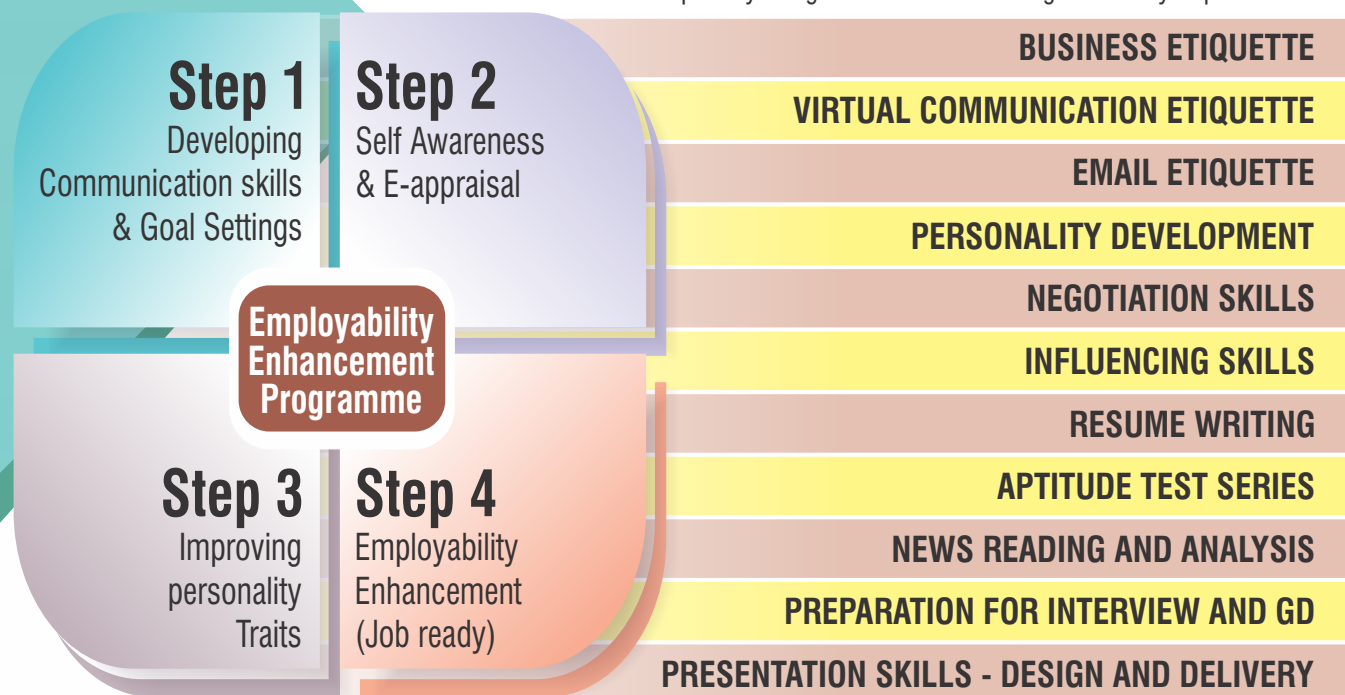 Step 1
Developing
Communication skills
& Goal Settings
Step 2
Self Awareness
& E-appraisal
Employability
Enhancement
Programme
Step 3
Improving
personality
Traits
Step 4
Employability
Enhancement
(Job ready)
BUSINESS ETIQUETTE
VIRTUAL COMMUNICATION ETIQUETTE
EMAIL ETIQUETTE
PERSONALITY DEVELOPMENT
NEGOTIATION SKILLS
INFLUENCING SKILLS
RESUME WRITING
APTITUDE TEST SERIES
NEWS READING AND ANALYSIS
PREPARATION FOR INTERVIEW AND GD
PRESENTATION SKILLS - DESIGN AND DELIVERY